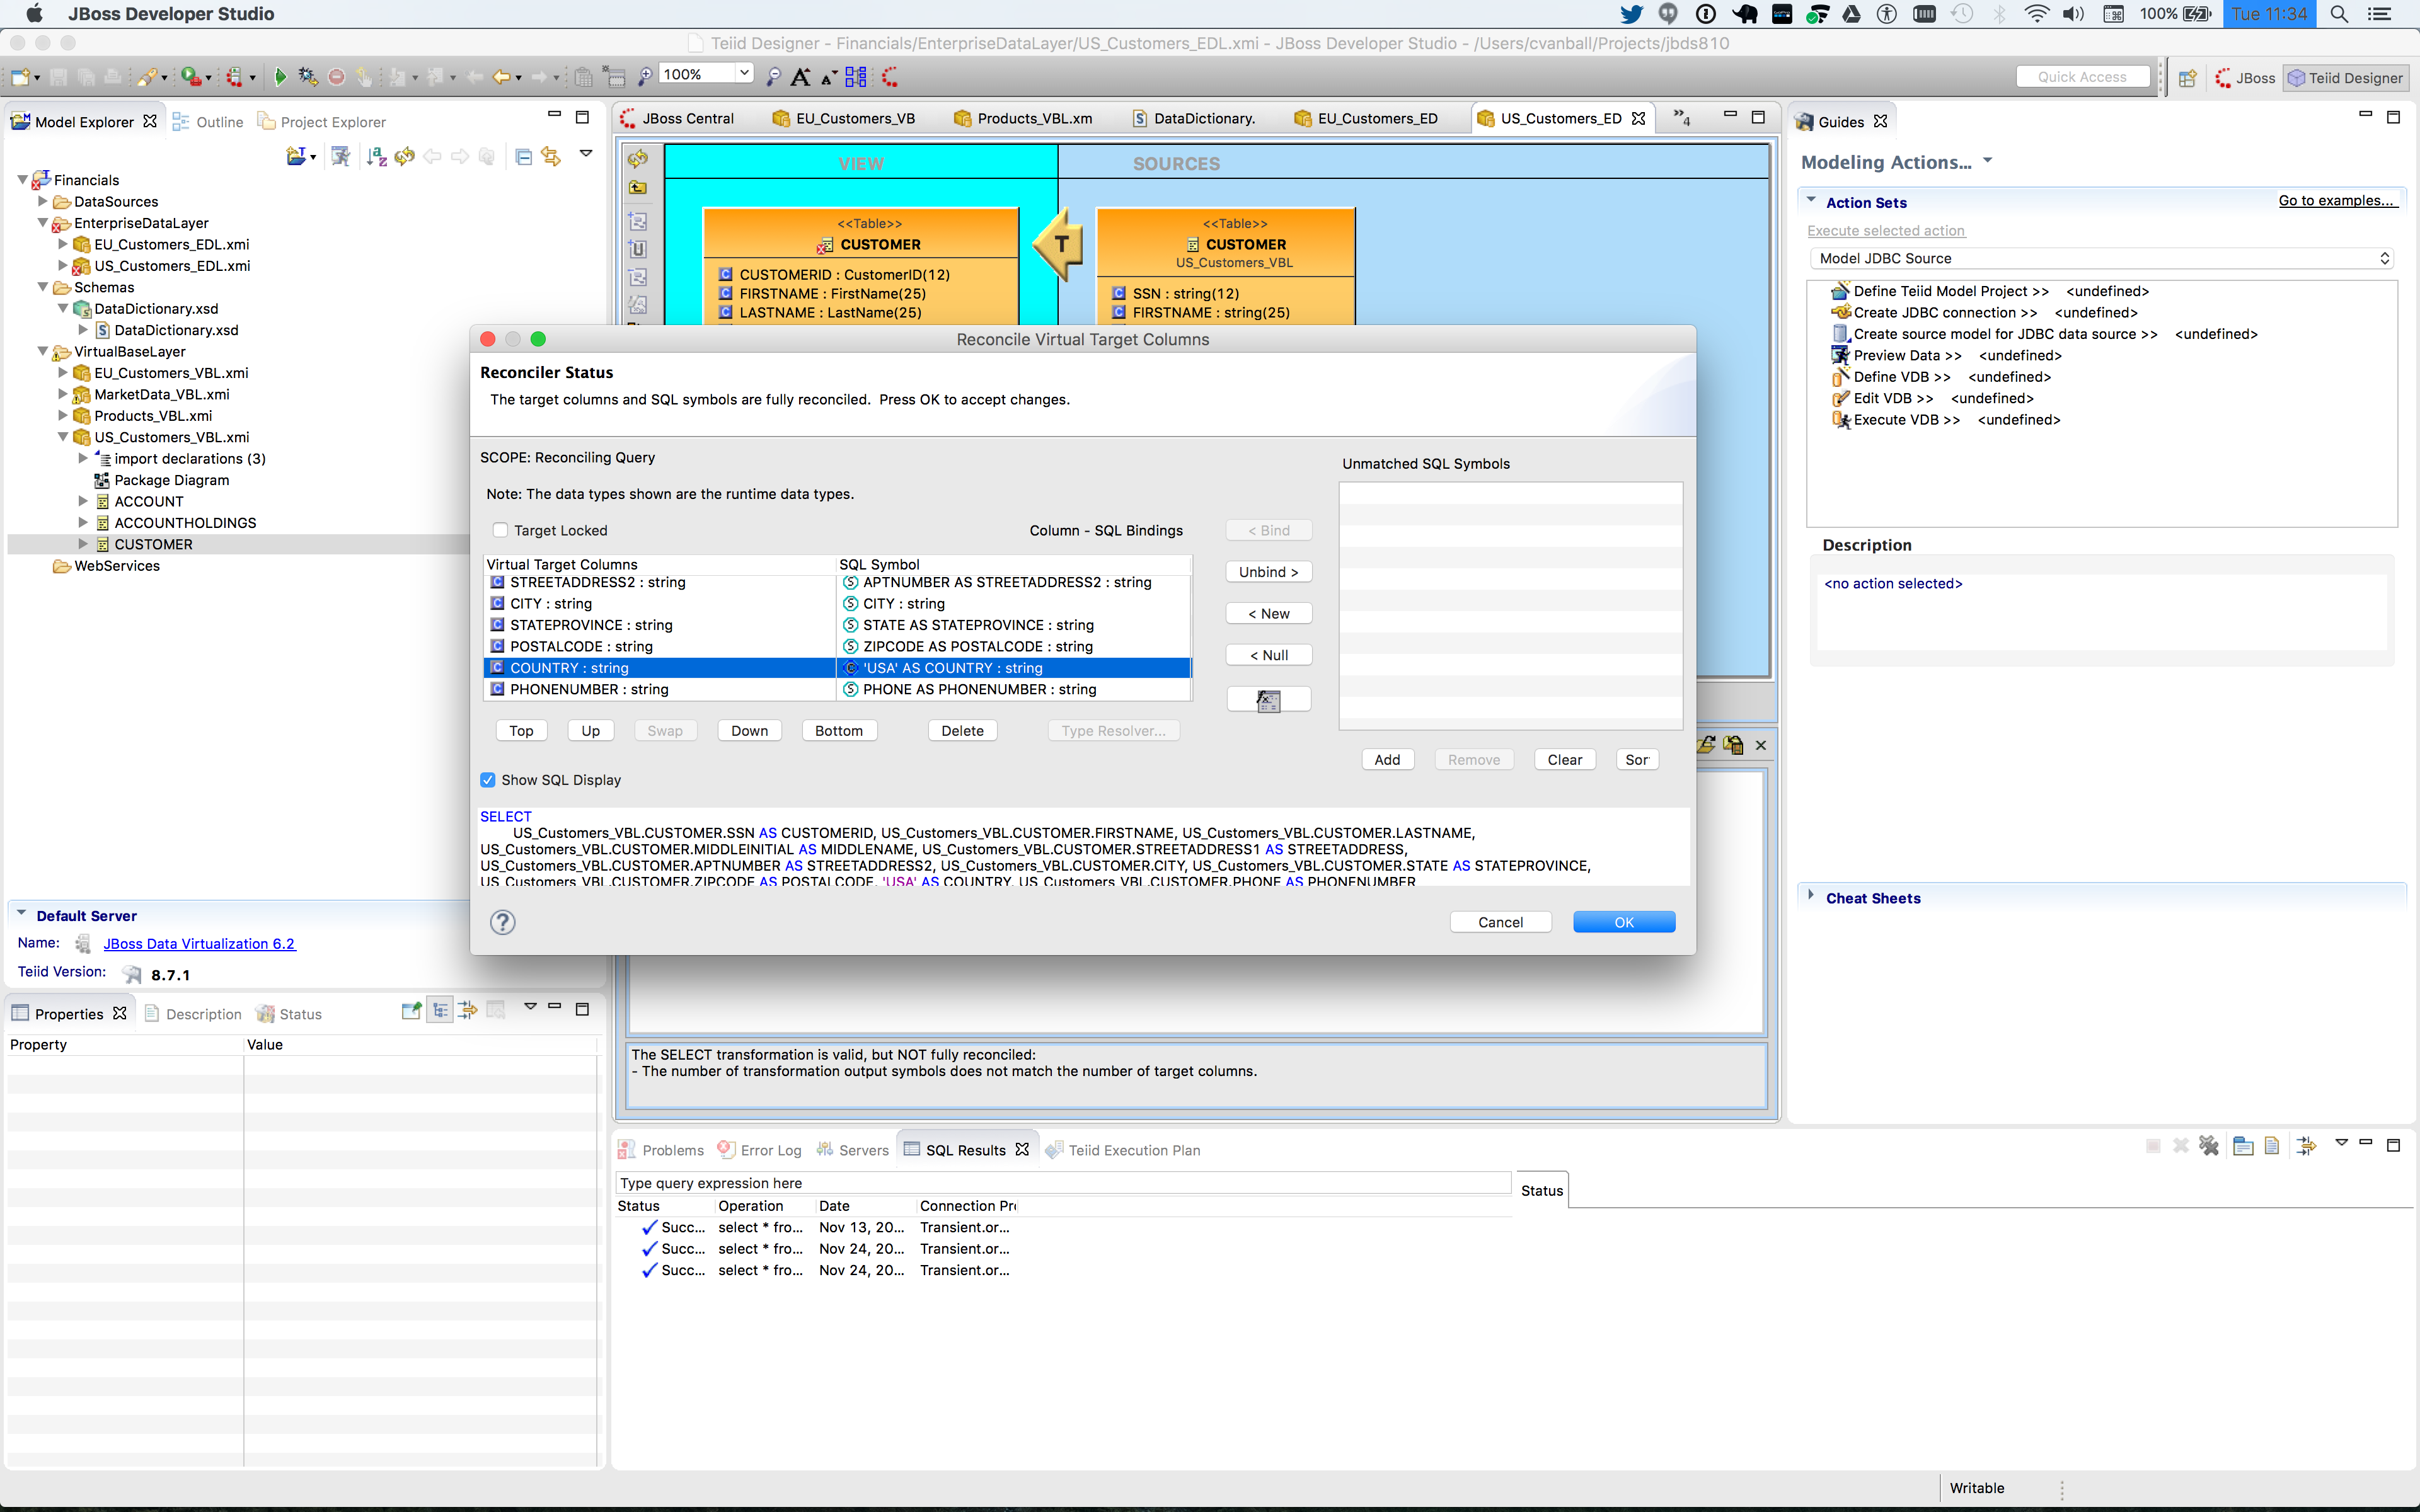 JBoss Developer Studio
100%
Tue 11:34
Teiid Designer - Financials/EnterpriseDataLayer/US_Customers_EDL.xmi - JBoss Developer Studio - /Users/cvanball/Projects/jbds810
100%
Quick Access
JBoss
Teiid Designer
Model Explorer
Outline
Project Explorer
Financials
DataSources
EnterpriseDataLayer
EU_Customers_EDL.xmi
US_Customers_EDL.xmi
Schemas
DataDictionary.xsd
DataDictionary.xsd
VirtualBaseLayer
EU_Customers_VBL.xmi
MarketData_VBL.xmi
Products_VBL.xmi
US_Customers_VBL.xmi
import declarations (3)
Package Diagram
ACCOUNT
ACCOUNTHOLDINGS
CUSTOMER
WebServices
Default Server
Name: JBoss Data Virtualization 6.2
Teiid Version: 8.7.1
Properties
Description
Status
Property
Value
JBoss Central
EU_Customers_VB
Products_VBL.xm
DataDictionary.
EU_Customers_ED
US_Customers_ED
»4
VIEW
SOURCES
<<Table>>
CUSTOMER
CUSTOMERID : CustomerID(12)
FIRSTNAME : FirstName(25)
LASTNAME : LastName(25)
T
<<Table>>
CUSTOMER
US_Customers_VBL
SSN : string(12)
FIRSTNAME : string(25)
Reconcile Virtual Target Columns
Reconciler Status
The target columns and SQL symbols are fully reconciled.  Press OK to accept changes.
SCOPE: Reconciling Query
Note: The data types shown are the runtime data types.
Target Locked
Column - SQL Bindings
Virtual Target Columns
SQL Symbol
STREETADDRESS2 : string
APTNUMBER AS STREETADDRESS2 : string
CITY : string
CITY : string
STATEPROVINCE : string
STATE AS STATEPROVINCE : string
POSTALCODE : string
ZIPCODE AS POSTALCODE : string
COUNTRY : string
'USA' AS COUNTRY : string
PHONENUMBER : string
PHONE AS PHONENUMBER : string
< Bind
Unbind >
< New
< Null
Unmatched SQL Symbols
Top
Up
Swap
Down
Bottom
Delete
Type Resolver...
Add
Remove
Clear
Sor
Show SQL Display
SELECT
US_Customers_VBL.CUSTOMER.SSN AS CUSTOMERID, US_Customers_VBL.CUSTOMER.FIRSTNAME, US_Customers_VBL.CUSTOMER.LASTNAME,
US_Customers_VBL.CUSTOMER.MIDDLEINITIAL AS MIDDLENAME, US_Customers_VBL.CUSTOMER.STREETADDRESS1 AS STREETADDRESS,
US_Customers_VBL.CUSTOMER.APTNUMBER AS STREETADDRESS2, US_Customers_VBL.CUSTOMER.CITY, US_Customers_VBL.CUSTOMER.STATE AS STATEPROVINCE,
US_Customers_VBL.CUSTOMER.ZIPCODE AS POSTALCODE, 'USA' AS COUNTRY, US_Customers_VBL.CUSTOMER.PHONE AS PHONENUMBER
?
Cancel
OK
The SELECT transformation is valid, but NOT fully reconciled:
- The number of transformation output symbols does not match the number of target columns.
Problems
Error Log
Servers
SQL Results
Teiid Execution Plan
Type query expression here
Status
Operation
Date
Connection Pr
Succ...
select * fro...
Nov 13, 20...
Transient.or...
Succ...
select * fro...
Nov 24, 20...
Transient.or...
Succ...
select * fro...
Nov 24, 20...
Transient.or...
Status
Guides
Modeling Actions...
Action Sets
Go to examples...
Execute selected action
Model JDBC Source
Define Teiid Model Project >>   <undefined>
Create JDBC connection >>   <undefined>
Create source model for JDBC data source >>   <undefined>
Preview Data >>   <undefined>
Define VDB >>   <undefined>
Edit VDB >>   <undefined>
Execute VDB >>   <undefined>
Description
<no action selected>
Cheat Sheets
Writable